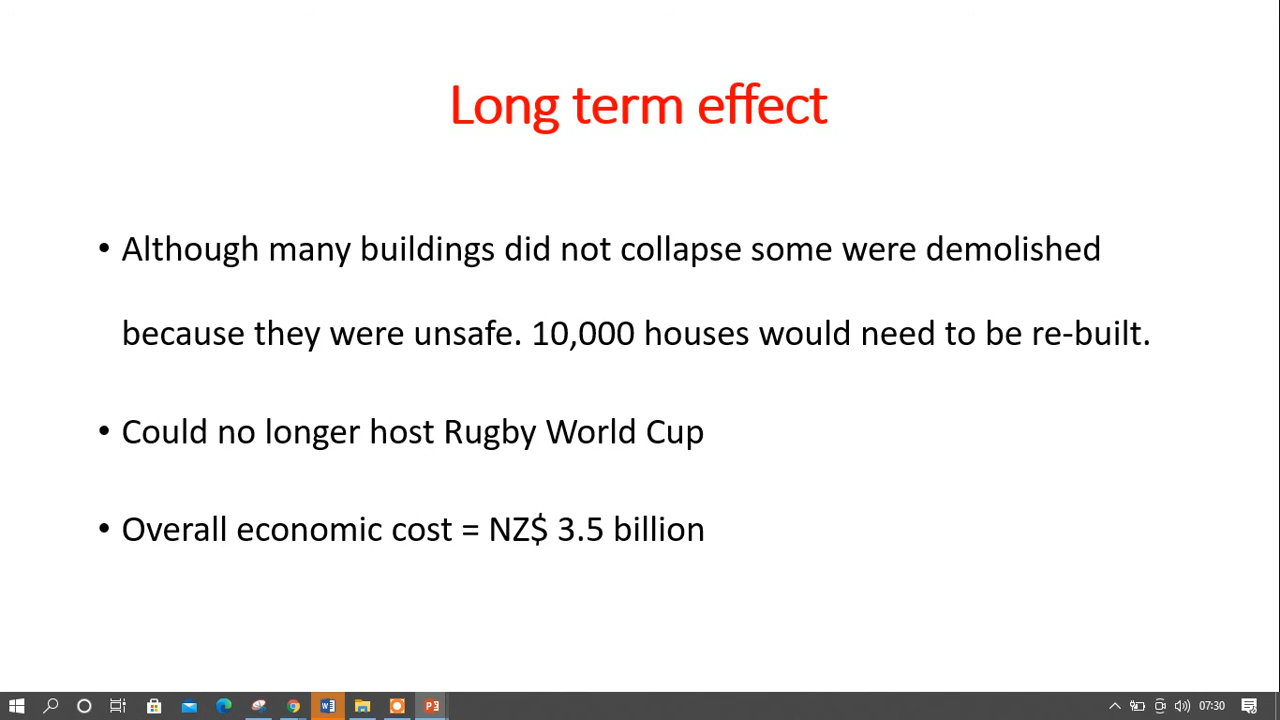 Long term effect
• Although many buildings did not collapse some were demolished
because they were unsafe. 10,000 houses would need to be re-built.
• Could no longer host Rugby World Cup
• Overall economic cost = NZ$ 3.5 billion
07:30